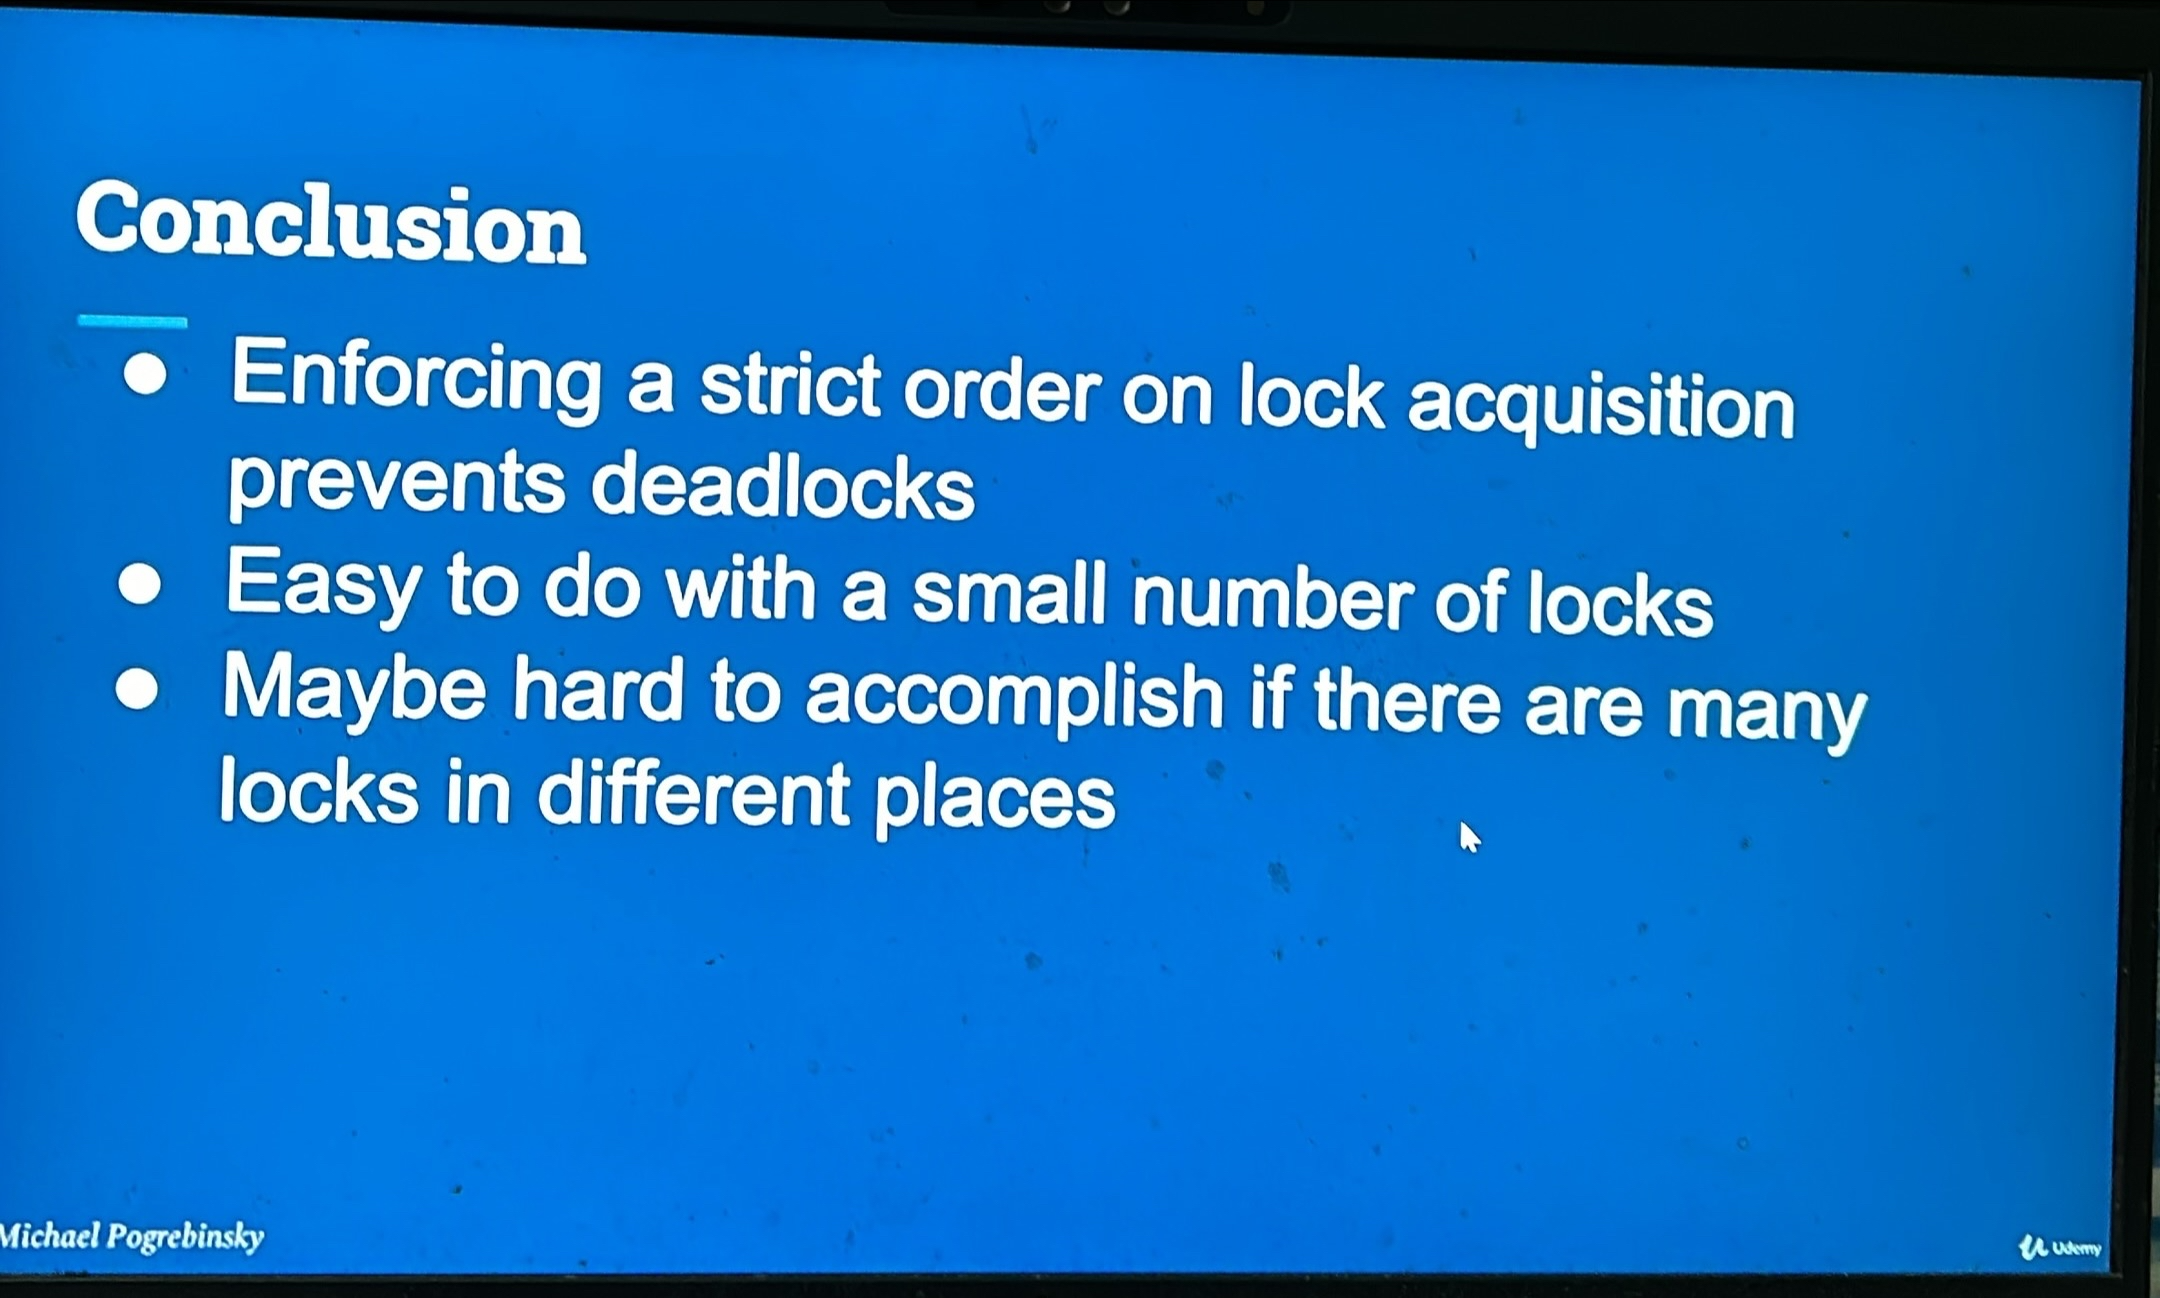 Conclusion
● Enforcing a strict order on lock acquisition
prevents deadlocks
● Easy to do with a small number of locks
● Maybe hard to accomplish if there are many
locks in different places
Michael Pogrebinsky
Udemy